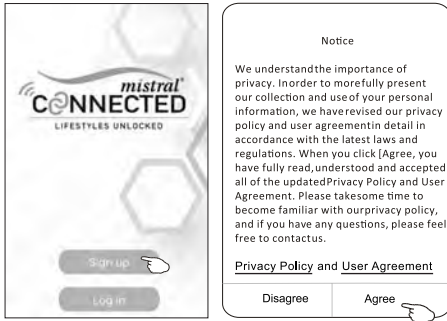 mistral
CONNECTED
LIFESTYLES UNLOCKED
Sign up
Log in
Notice
We understand the importance of
privacy. Inorder to morefully present
our collection and useof your personal
information, we haverevised our privacy
policy and user agreementin detail in
accordance with the latest laws and
regulations. When you click [Agree, you
have fully read,understood and accepted
all of the updatedPrivacy Policy and User
Agreement. Please takesome time to
become familiar with ourprivacy policy,
and if you have any questions, please feel
free to contactus.
Privacy Policy and User Agreement
Disagree Agree